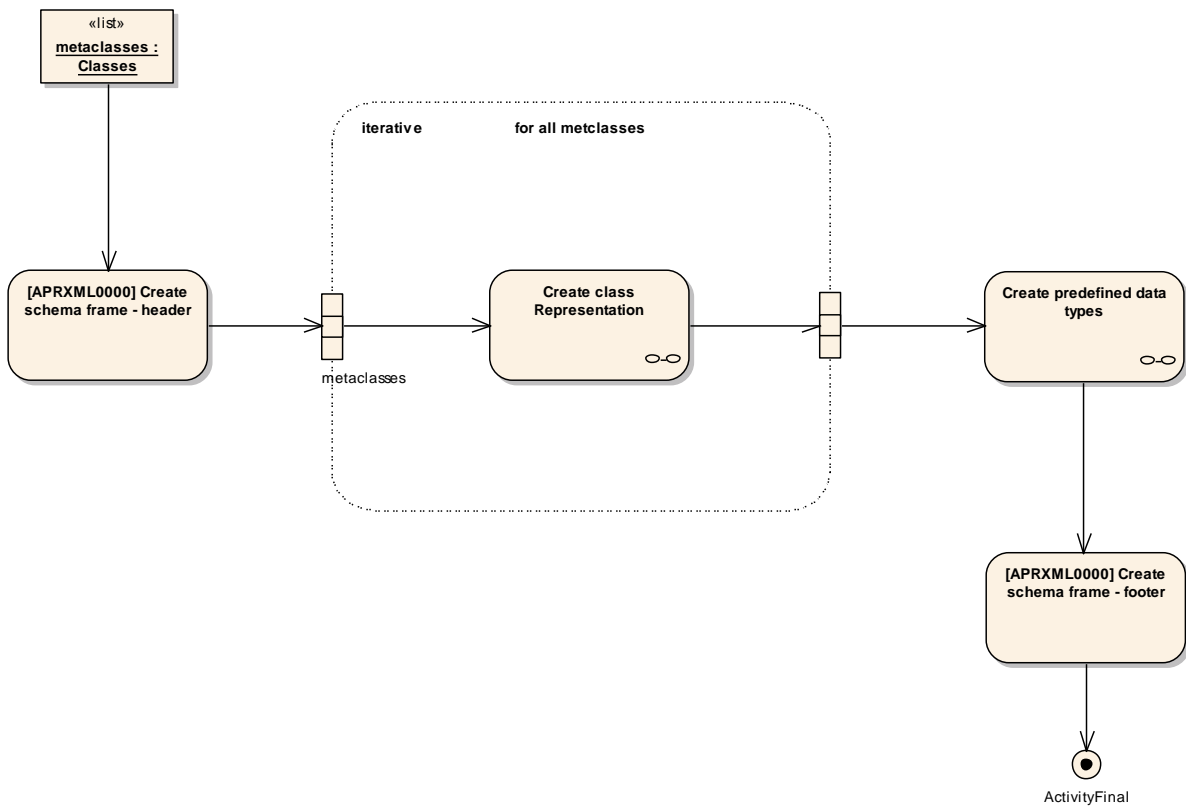 «list»
metaclasses :
Classes
iterative for all metclasses
[APRXML0000] Create
schema frame - header
metaclasses
Create class
Representation
Create predefined data
types
[APRXML0000] Create
schema frame - footer
ActivityFinal